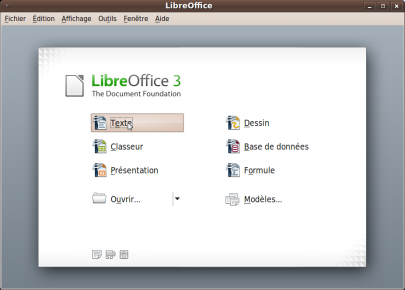 LibreOffice
Fichier Édition Affichage Outils Fenêtre Aide
LibreOffice 3
The Document Foundation
Texte
Dessin
Classeur
Base de données
Présentation
Formule
Ouvrir...
Modèles...